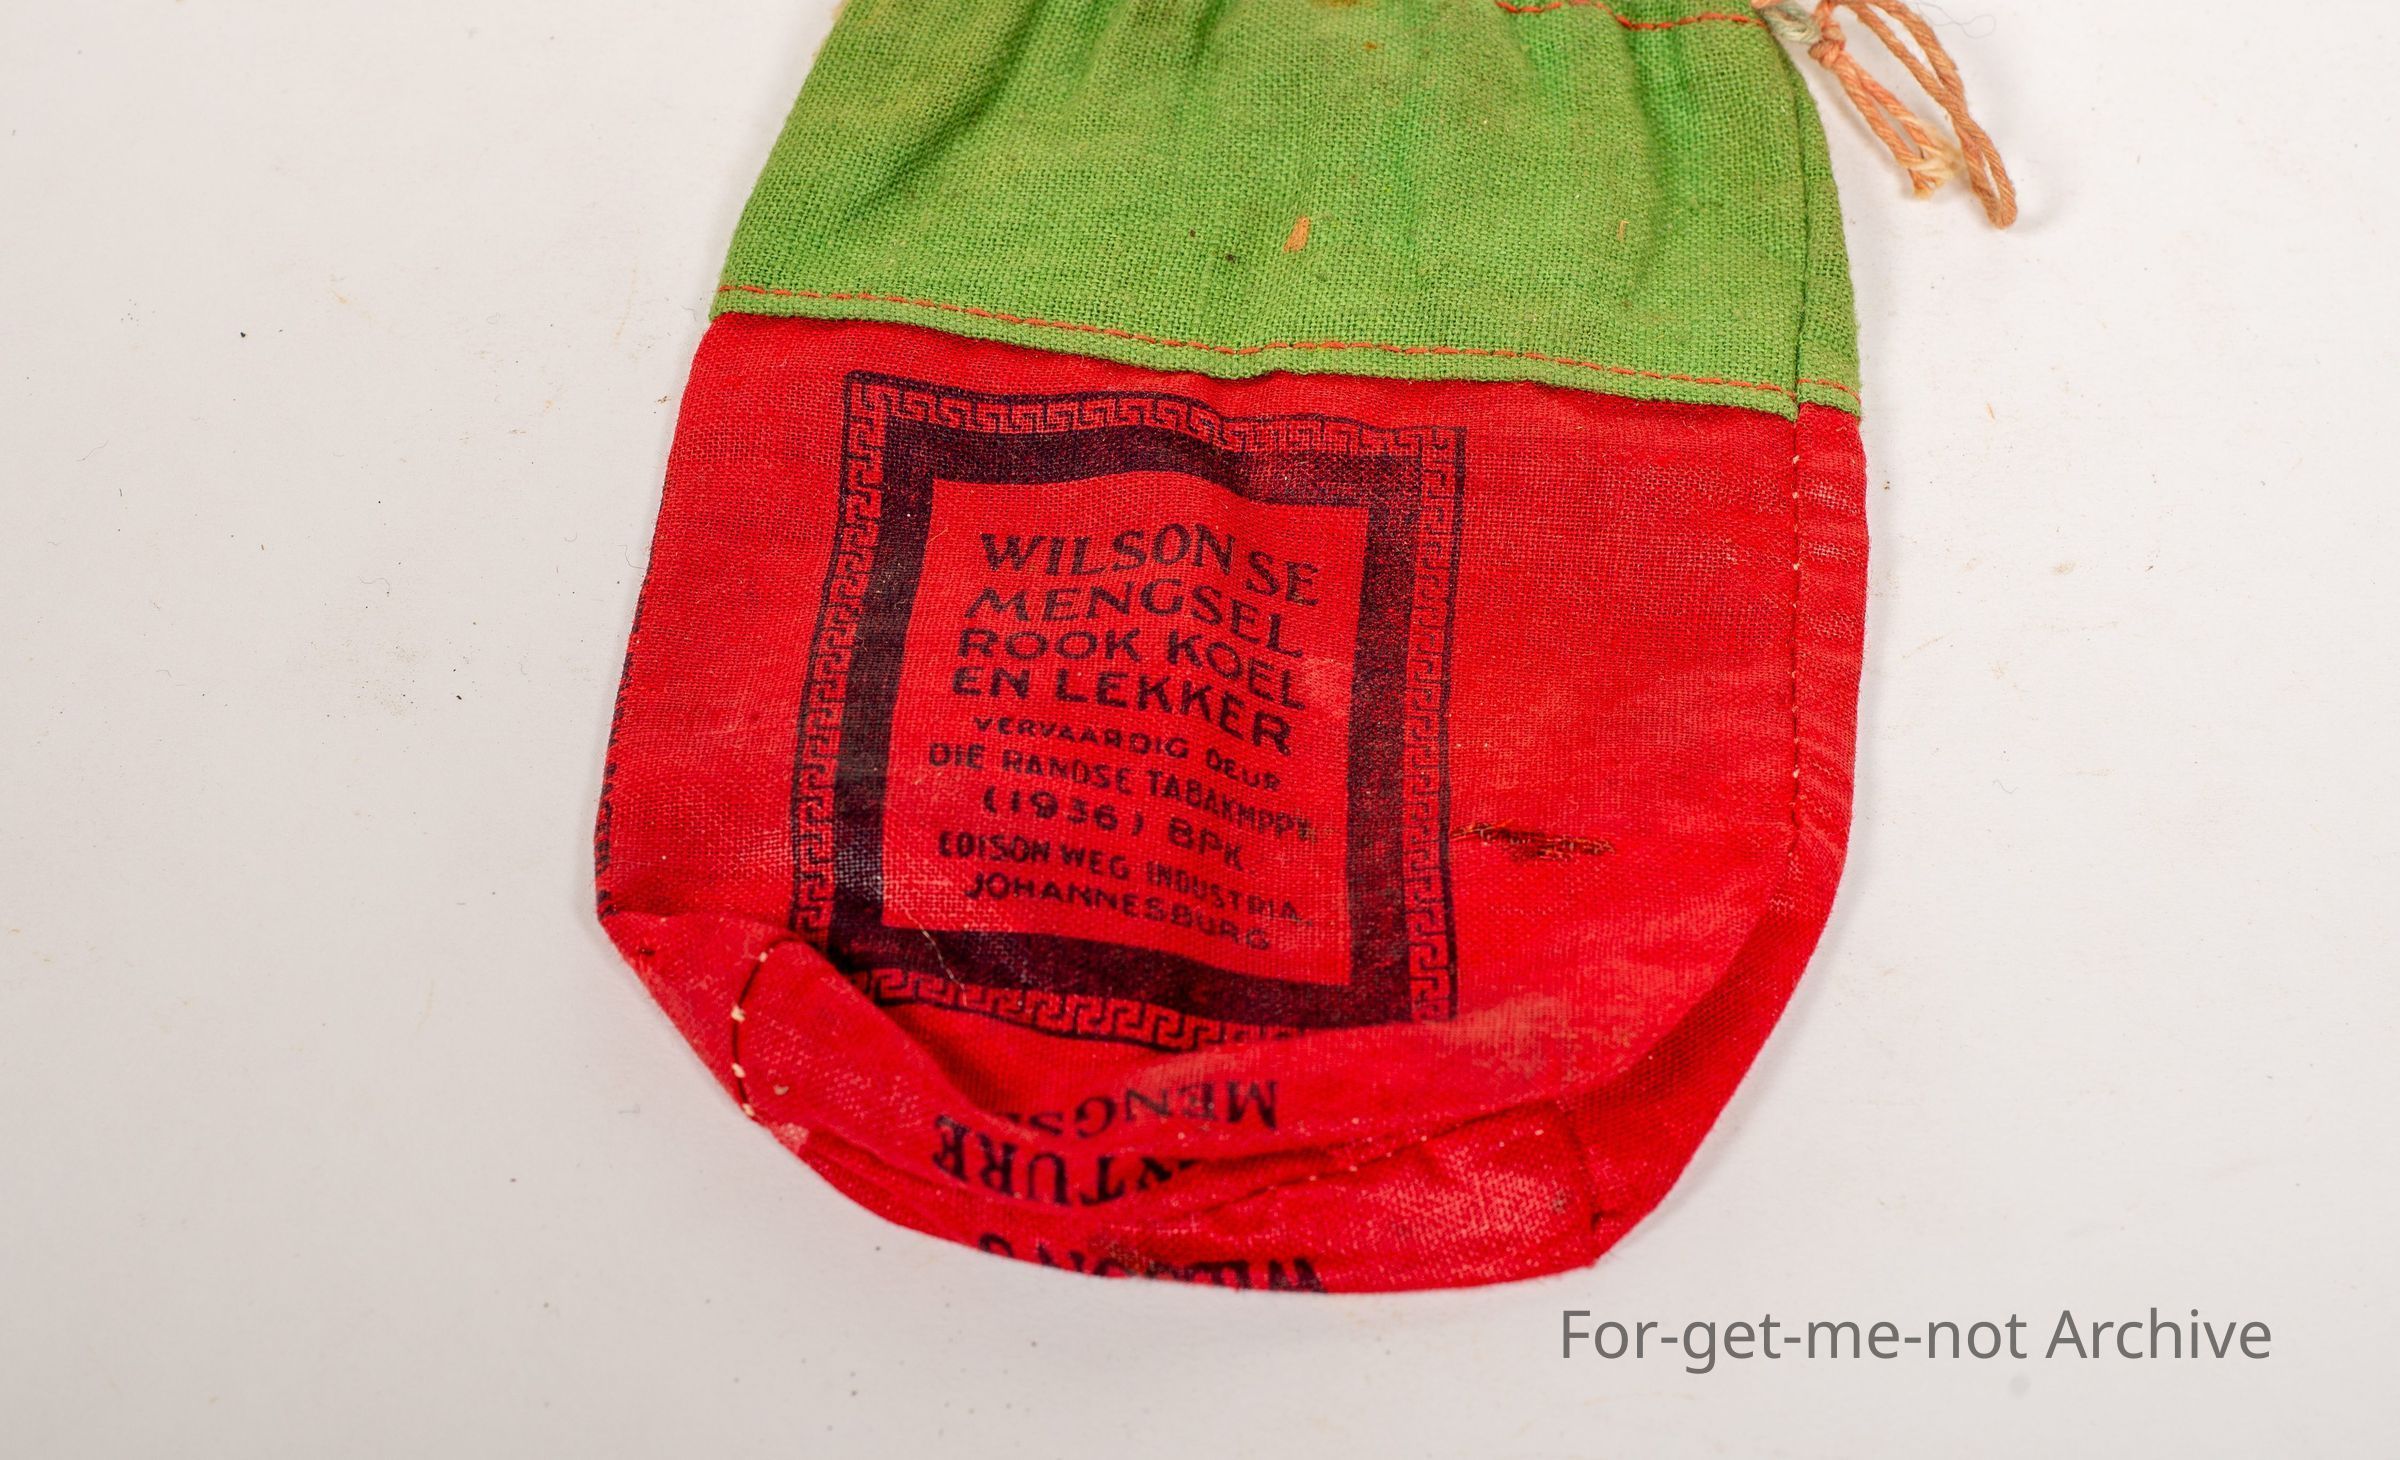 WILSON SE
MENGSEL
ROOK KOEL
EN LEKKER
VERVAARDIG DEUR
DIE RANDSE TABAKMPPY.
(1936) BPK.
EDISON WEG INDUSTRIA,
JOHANNESBURG
For-get-me-not Archive